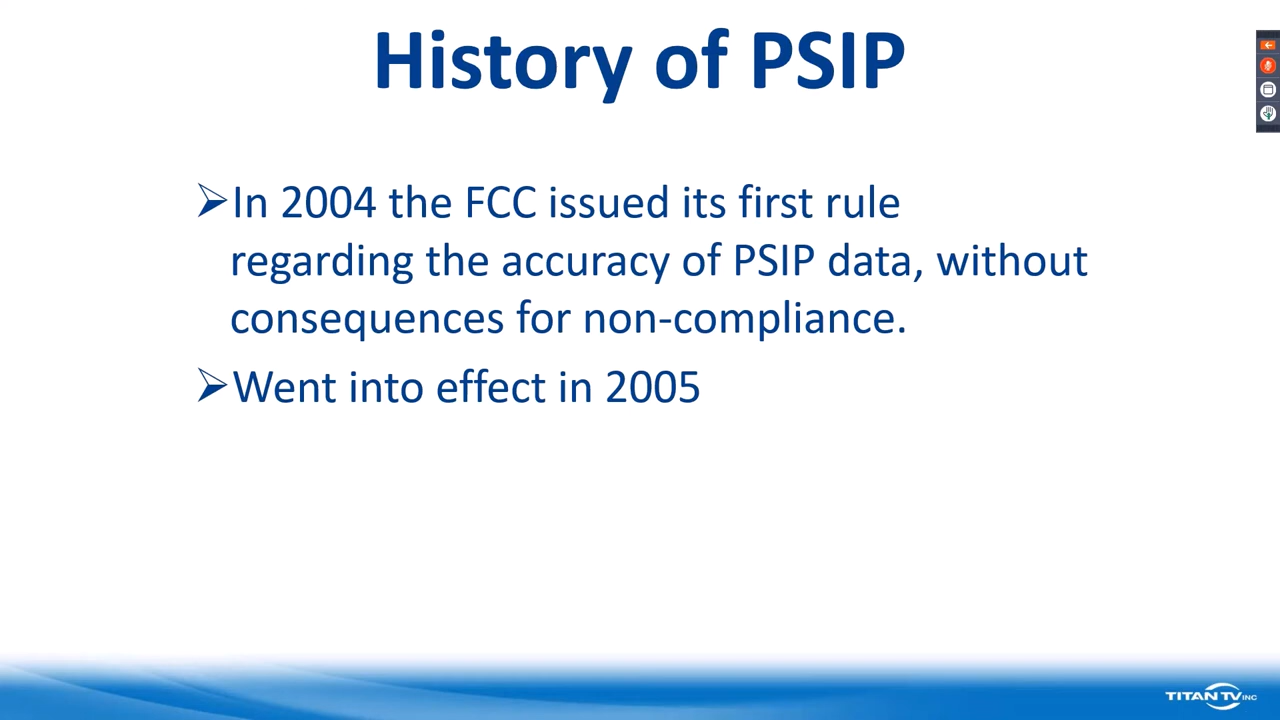 History of PSIP
In 2004 the FCC issued its first rule
regarding the accuracy of PSIP data, without
consequences for non-compliance.
Went into effect in 2005
TITAN TV INC